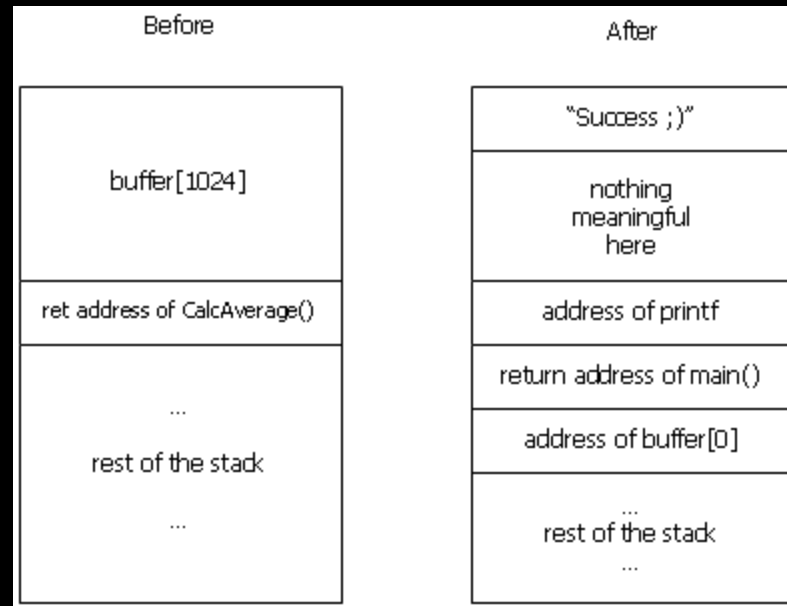 Before
buffer[1024]
ret address of CalcAverage()
...
rest of the stack
...
After
"Success ;)"
nothing
meaningful
here
address of printf
return address of main()
address of buffer[0]
...
rest of the stack
...